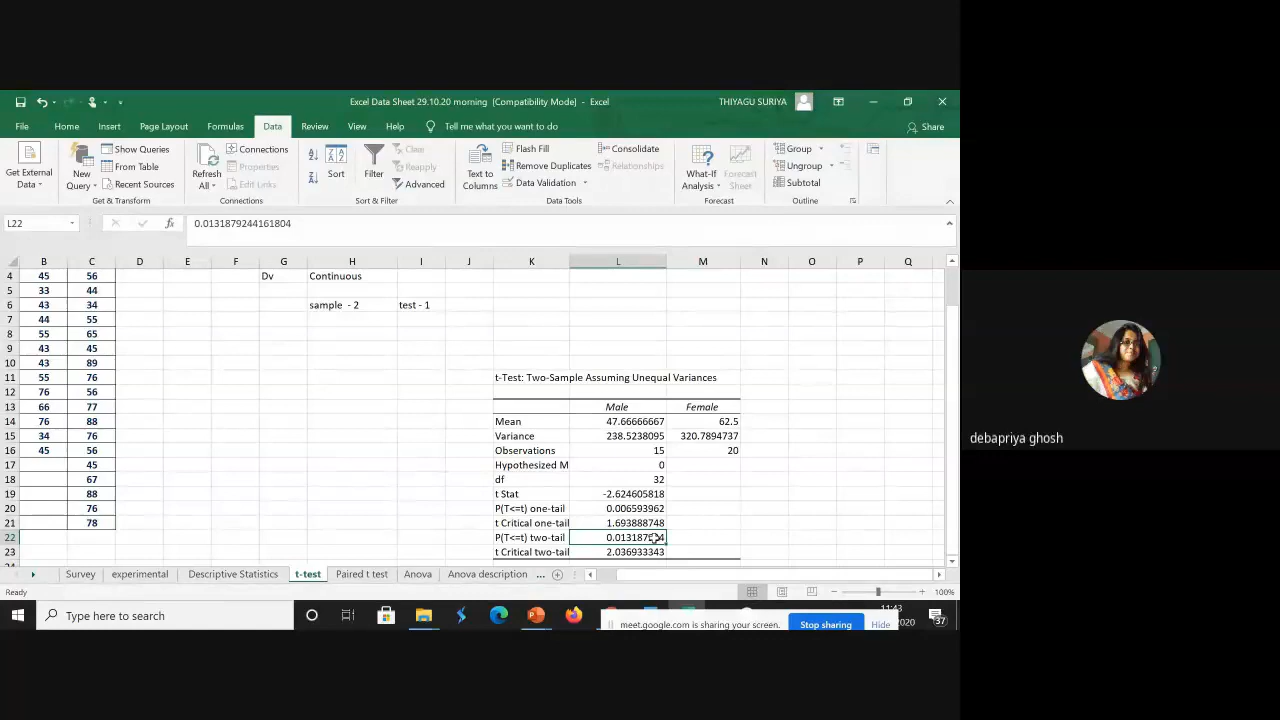 Excel Data Sheet 29.10.20 morning [Compatibility Mode] - Excel
THIYAGU SURIYA
File Home Insert Page Layout Formulas Data Review View Help Tell me what you want to do Share
Get External Data
New Query
Show Queries
From Table
Recent Sources
Get & Transform
Refresh All
Connections
Properties
Edit Links
Connections
Sort
Filter
Clear
Reapply
Advanced
Sort & Filter
Text to Columns
Flash Fill
Remove Duplicates
Data Validation
Consolidate
Relationships
Data Tools
What-If Analysis
Forecast Sheet
Forecast
Group
Ungroup
Subtotal
Outline
L22 fx 0.0131879244161804
B C D E F G H I J K L M N O P Q
4 45 56 Dv Continuous
5 33 44
6 43 34 sample - 2 test - 1
7 44 55
8 55 65
9 43 45
10 43 89
11 55 76 t-Test: Two-Sample Assuming Unequal Variances
12 76 56
13 66 77 Male Female
14 76 88 Mean 47.66666667 62.5
15 34 76 Variance 238.5238095 320.7894737
16 45 56 Observations 15 20
17 45 Hypothesized M 0
18 67 df 32
19 88 t Stat -2.624605818
20 76 P(T<=t) one-tail 0.006593962
21 78 t Critical one-tail 1.693888748
22 P(T<=t) two-tail
23 t Critical two-tail 2.036933343
Survey experimental Descriptive Statistics t-test Paired t test Anova Anova description ...
Ready 100%
Type here to search
11:43
2020
37
meet.google.com is sharing your screen. Stop sharing Hide
debapriya ghosh